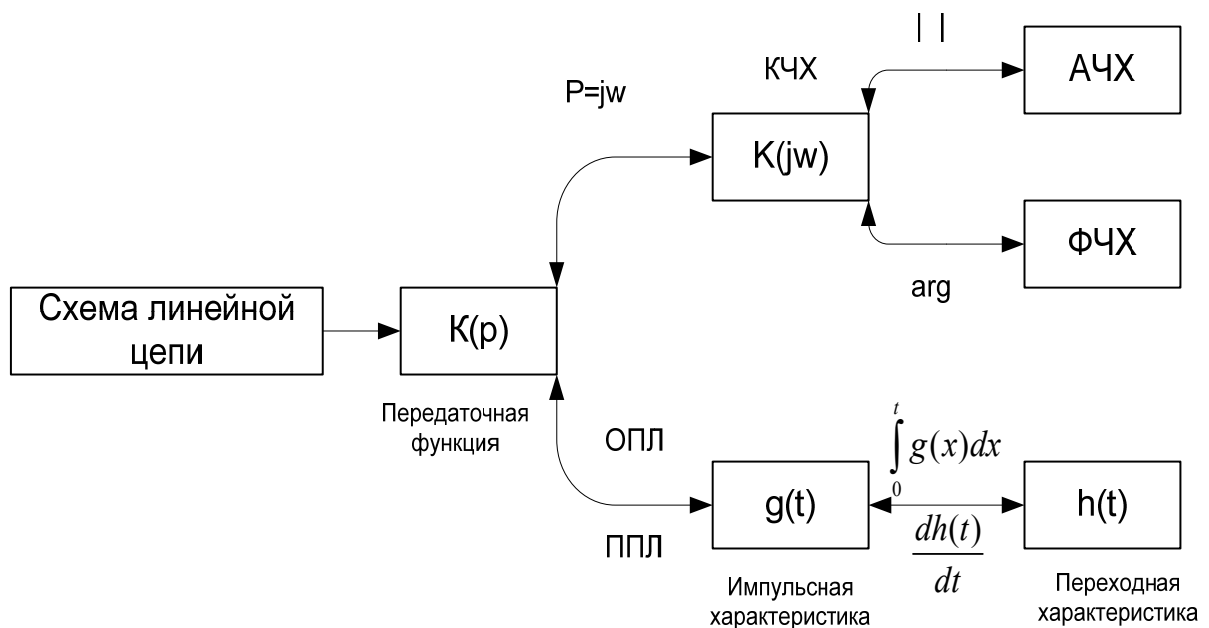 | |
КЧХ
АЧХ
P=jw
K(jw)
ФЧХ
arg
Схема линейной
цепи
К(р)
Передаточная
функция
ОПЛ
ППЛ
g(t)
∫₀ᵗ g(x)dx
dh(t)/dt
h(t)
Импульсная
характеристика
Переходная
характеристика